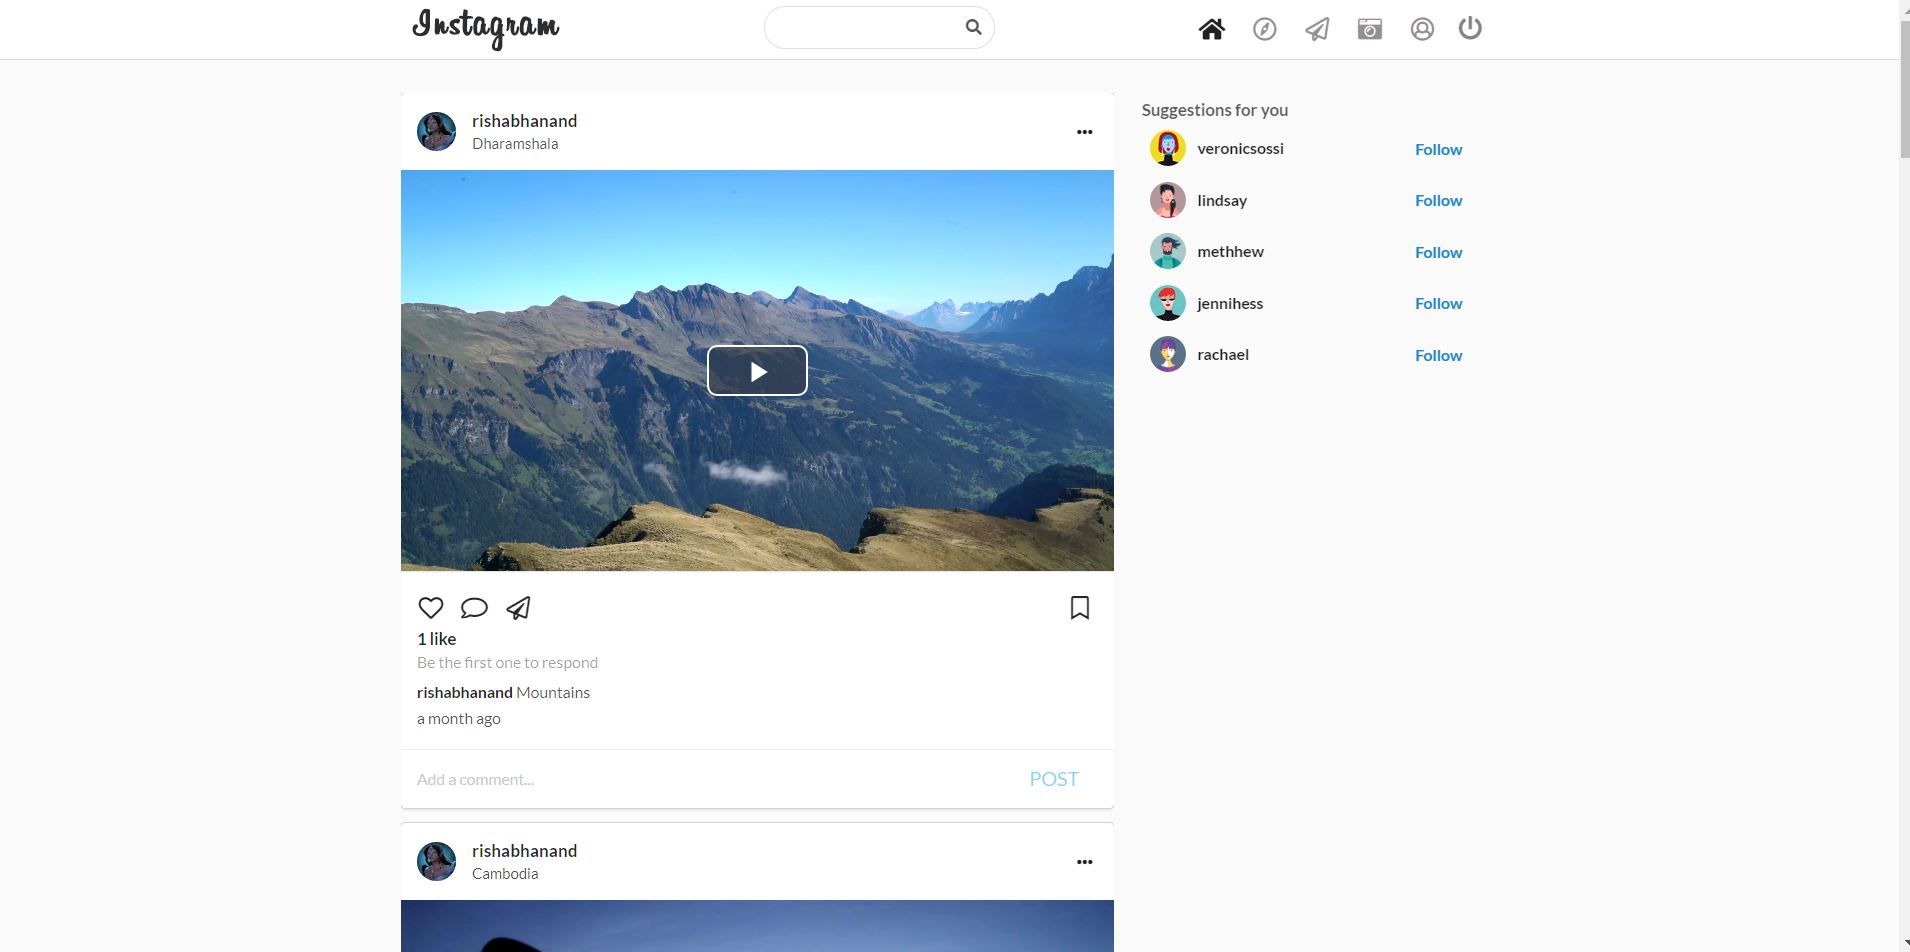 Instagram
rishabhanand
Dharamshala
1 like
Be the first one to respond
rishabhanand Mountains
a month ago
Add a comment...
POST
rishabhanand
Cambodia
Suggestions for you
veronicsossi Follow
lindsay Follow
methhew Follow
jennihess Follow
rachael Follow